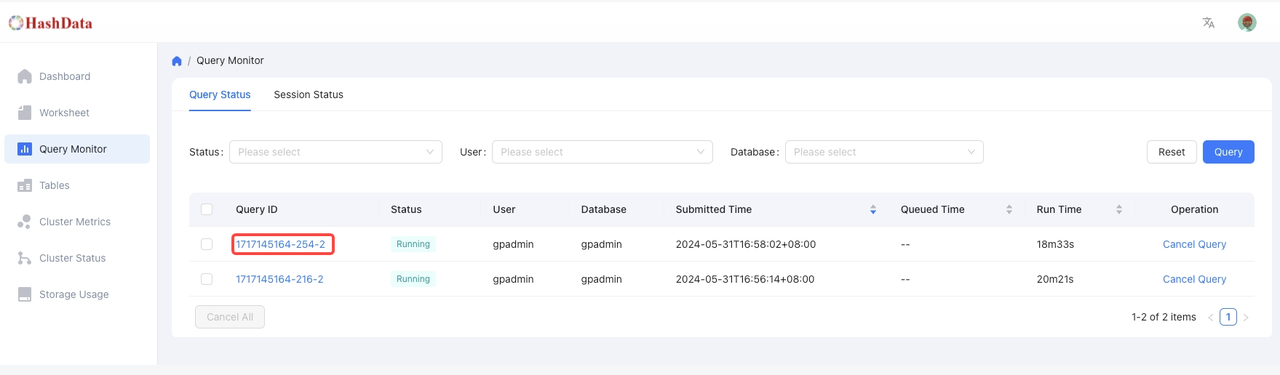 HashData
Dashboard
Worksheet
Query Monitor
Tables
Cluster Metrics
Cluster Status
Storage Usage
/ Query Monitor
Query Status Session Status
Status: Please select User: Please select Database: Please select Reset Query
Query ID Status User Database Submitted Time Queued Time Run Time Operation
1717145164-254-2 Running gpadmin gpadmin 2024-05-31T16:58:02+08:00 -- 18m33s Cancel Query
1717145164-216-2 Running gpadmin gpadmin 2024-05-31T16:56:14+08:00 -- 20m21s Cancel Query
Cancel All 1-2 of 2 items < 1 >